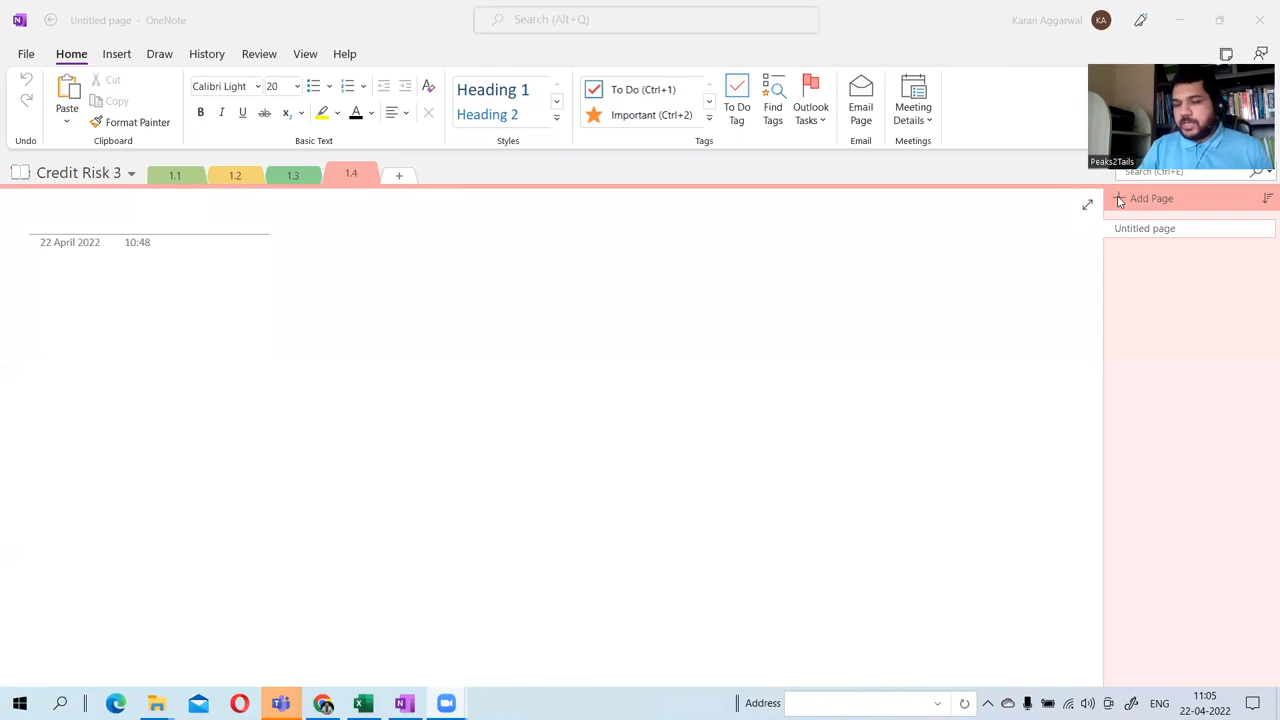 Untitled page - OneNote
Search (Alt+Q)
Karan Aggarwal
KA
File Home Insert Draw History Review View Help
Paste
Cut
Copy
Format Painter
Calibri Light 20
B I U ab x₂ A
Heading 1
Heading 2
To Do (Ctrl+1)
Important (Ctrl+2)
To Do
Tag
Find
Tags
Outlook
Tasks
Email
Page
Meeting
Details
Undo Clipboard Basic Text Styles Tags Email Meetings
Peaks2Tails
Credit Risk 3 1.1 1.2 1.3 1.4 +
Search (Ctrl+E)
Add Page
Untitled page
22 April 2022 10:48
Address
ENG
11:05
22-04-2022